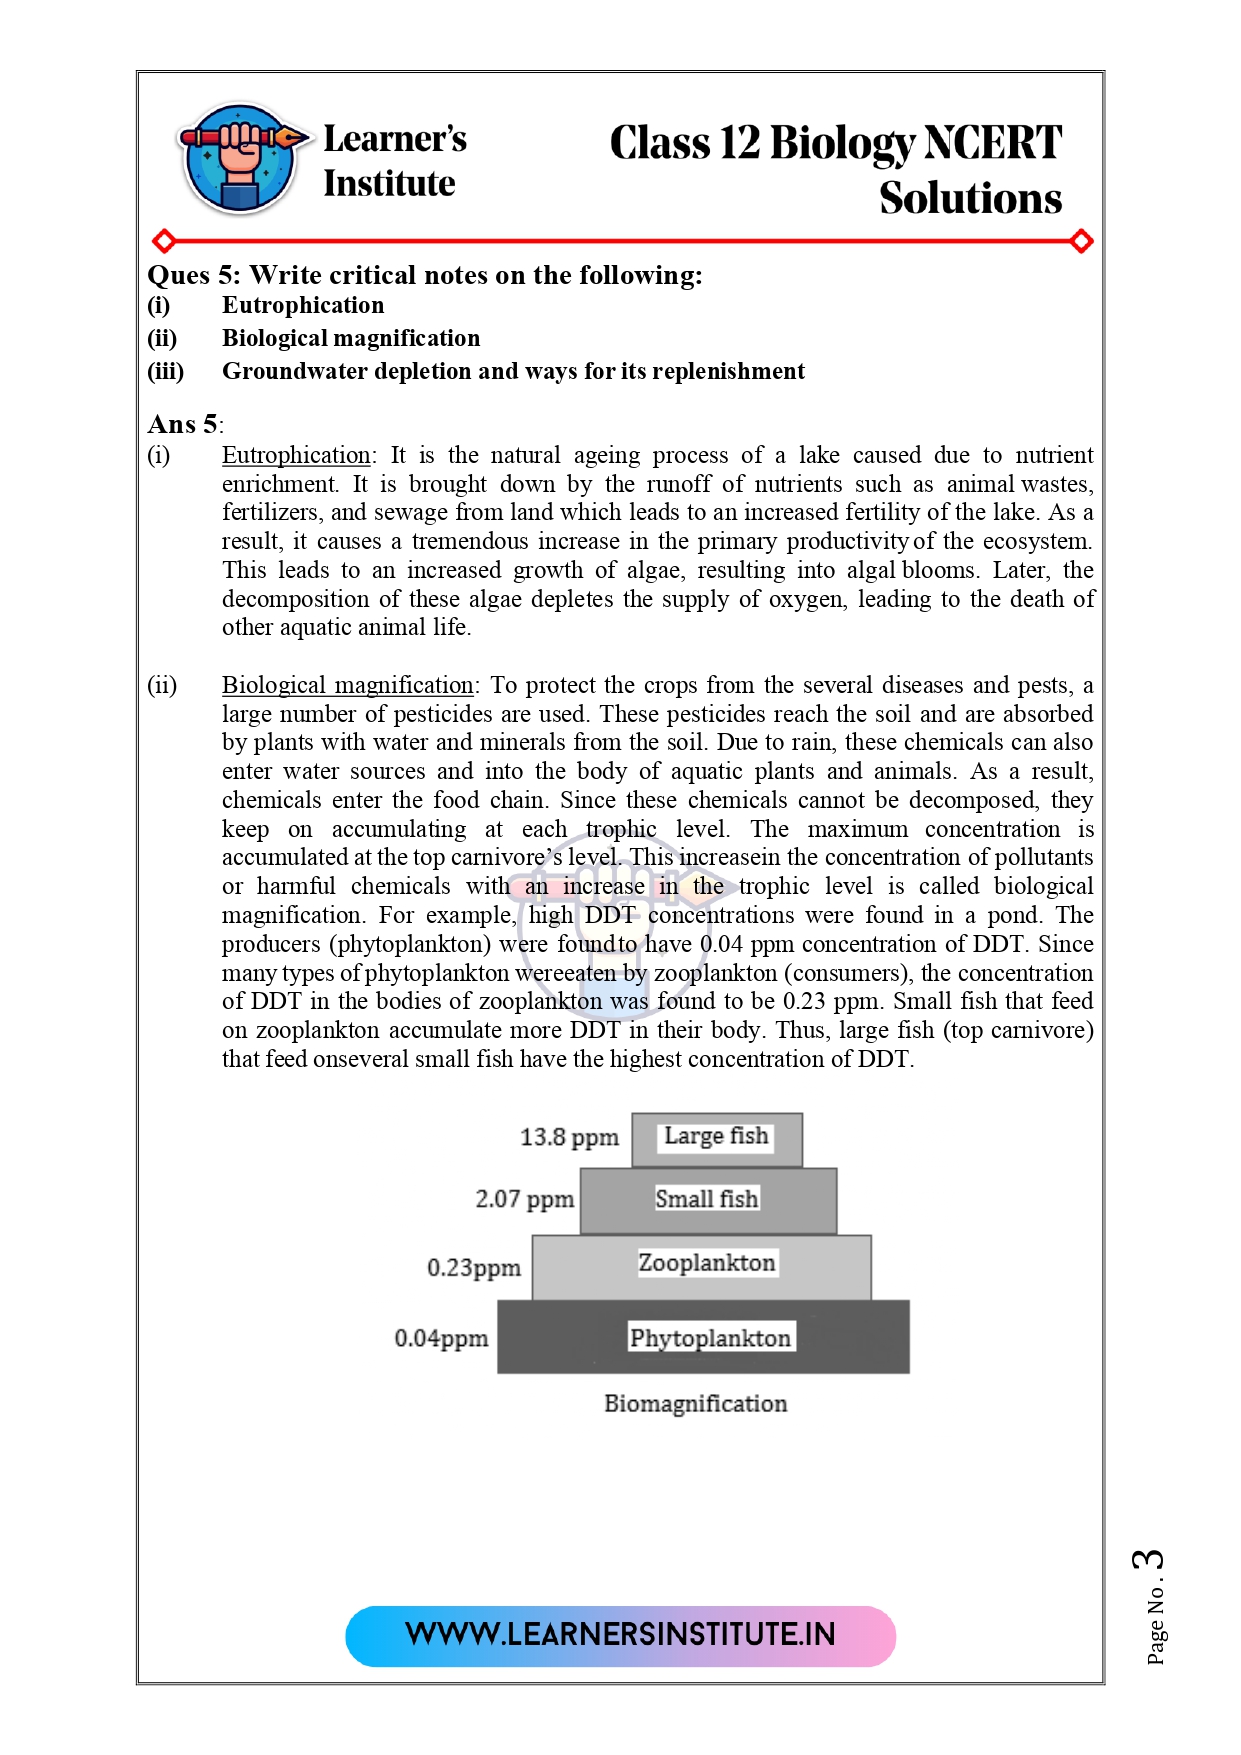 Learner's
Institute
Class 12 Biology NCERT
Solutions
Ques 5: Write critical notes on the following:
(i) Eutrophication
(ii) Biological magnification
(iii) Groundwater depletion and ways for its replenishment
Ans 5:
(i) Eutrophication: It is the natural ageing process of a lake caused due to nutrient
enrichment. It is brought down by the runoff of nutrients such as animal wastes,
fertilizers, and sewage from land which leads to an increased fertility of the lake. As a
result, it causes a tremendous increase in the primary productivity of the ecosystem.
This leads to an increased growth of algae, resulting into algal blooms. Later, the
decomposition of these algae depletes the supply of oxygen, leading to the death of
other aquatic animal life.
(ii) Biological magnification: To protect the crops from the several diseases and pests, a
large number of pesticides are used. These pesticides reach the soil and are absorbed
by plants with water and minerals from the soil. Due to rain, these chemicals can also
enter water sources and into the body of aquatic plants and animals. As a result,
chemicals enter the food chain. Since these chemicals cannot be decomposed, they
keep on accumulating at each trophic level. The maximum concentration is
accumulated at the top carnivore's level. This increasein the concentration of pollutants
or harmful chemicals with an increase in the trophic level is called biological
magnification. For example, high DDT concentrations were found in a pond. The
producers (phytoplankton) were foundto have 0.04 ppm concentration of DDT. Since
many types of phytoplankton wereeaten by zooplankton (consumers), the concentration
of DDT in the bodies of zooplankton was found to be 0.23 ppm. Small fish that feed
on zooplankton accumulate more DDT in their body. Thus, large fish (top carnivore)
that feed onseveral small fish have the highest concentration of DDT.
13.8 ppm Large fish
2.07 ppm Small fish
0.23ppm Zooplankton
0.04ppm Phytoplankton
Biomagnification
WWW.LEARNERSINSTITUTE.IN
Page No. 3